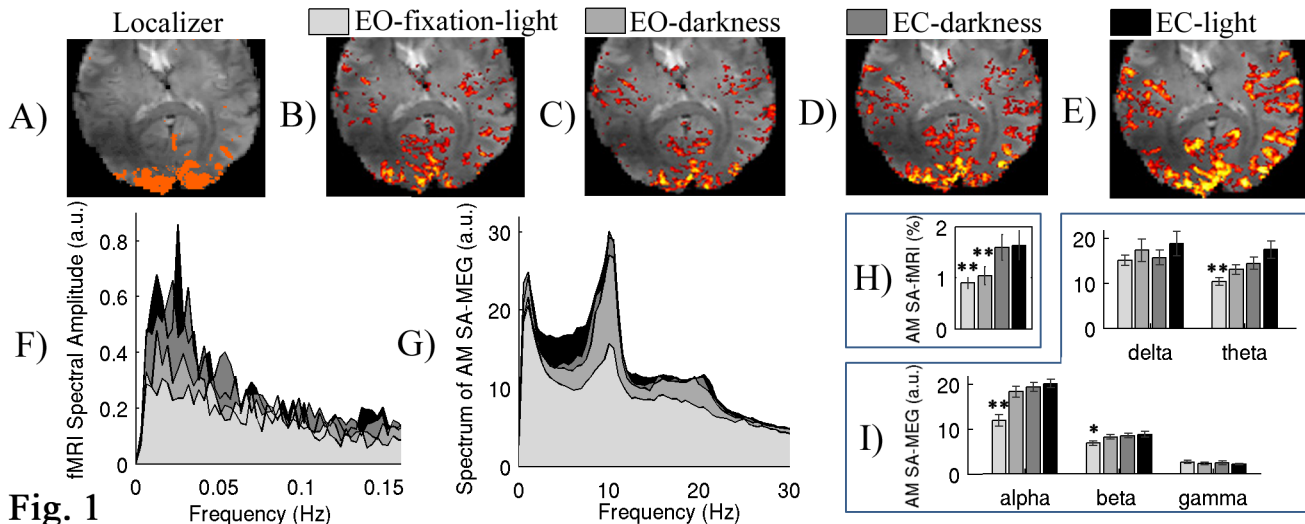 Localizer
EO-fixation-light
EO-darkness
EC-darkness
EC-light
A)
B)
C)
D)
E)
F)
fMRI Spectral Amplitude (a.u.)
0.8
0.6
0.4
0.2
0
0 0.05 0.1 0.15
Frequency (Hz)
G)
Spectrum of AM SA-MEG (a.u.)
30
20
10
0
0 10 20 30
Frequency (Hz)
H)
AM SA-fMRI (%)
2
1
0
**
**
20
10
0
**
delta theta
I)
AM SA-MEG (a.u.)
20
10
0
**
*
alpha beta gamma
Fig. 1